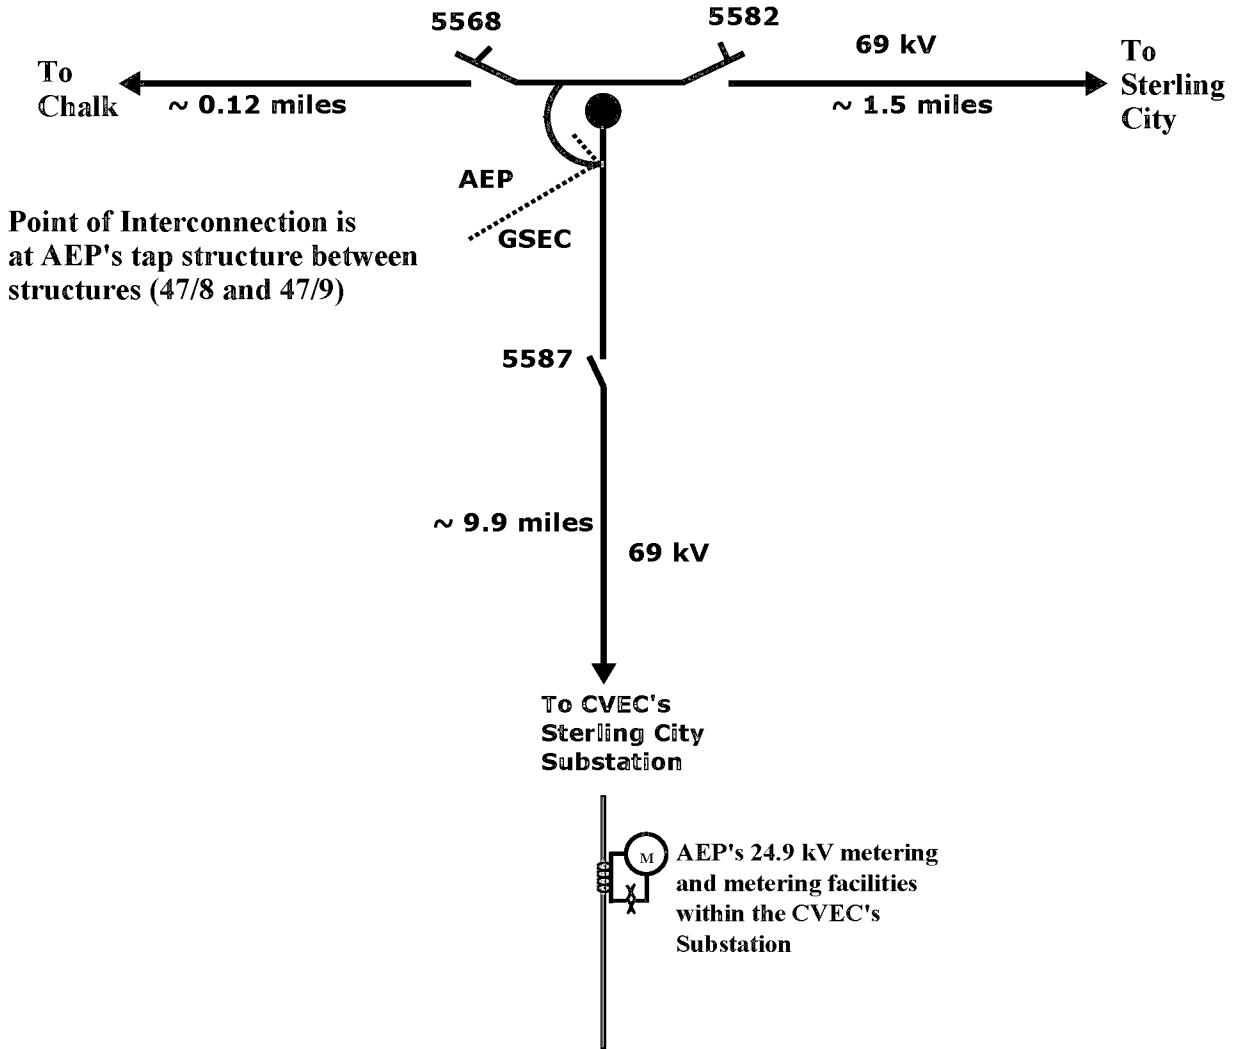 5568
5582
69 kV
To
Chalk
~ 0.12 miles
~ 1.5 miles
To
Sterling
City
AEP
GSEC
Point of Interconnection is
at AEP's tap structure between
structures (47/8 and 47/9)
5587
~ 9.9 miles
69 kV
To CVEC's
Sterling City
Substation
M
AEP's 24.9 kV metering
and metering facilities
within the CVEC's
Substation